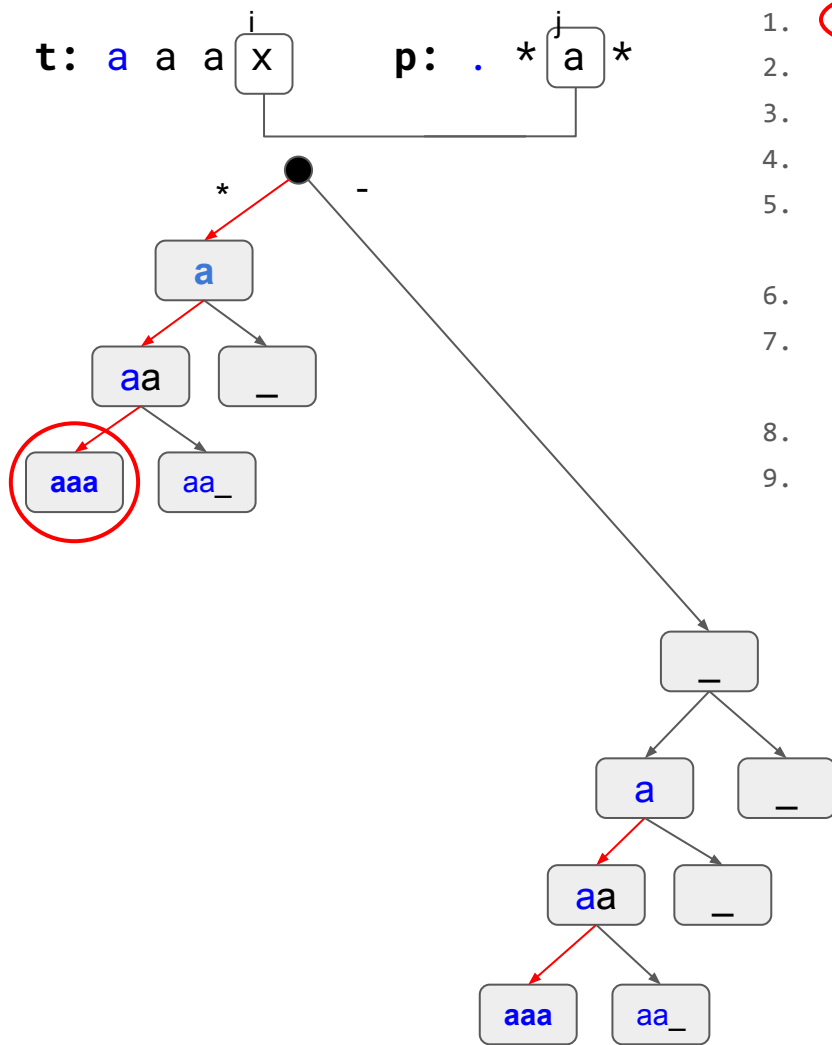 i j
t: a a a x p: . * a *
* -
a
aa _
aaa aa_
_
a _
aa _
aaa aa_
1.
2.
3.
4.
5.
6.
7.
8.
9.